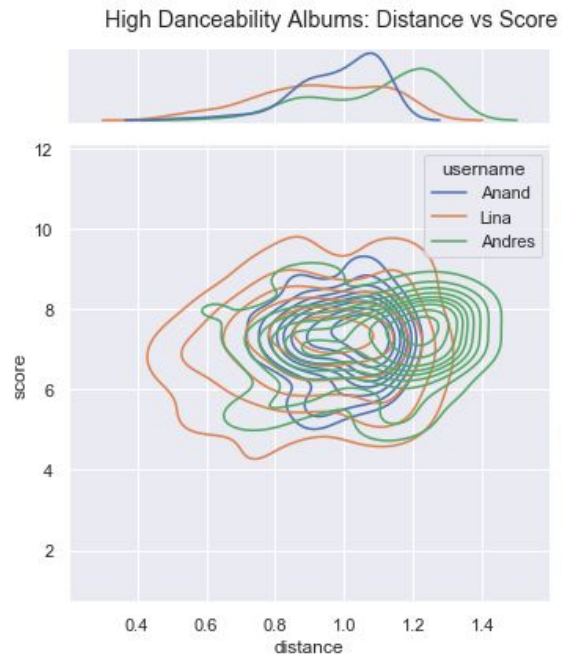 High Danceability Albums: Distance vs Score
12
10
8
6
4
2
score
username
Anand
Lina
Andres
0.4 0.6 0.8 1.0 1.2 1.4
distance